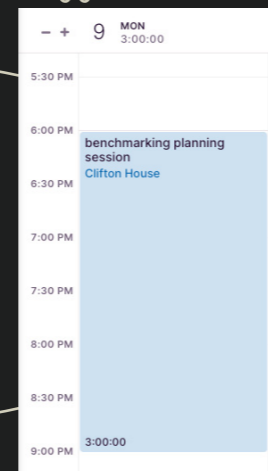 − + 9 MON
3:00:00
5:30 PM
6:00 PM
benchmarking planning
session
Clifton House
6:30 PM
7:00 PM
7:30 PM
8:00 PM
8:30 PM
3:00:00
9:00 PM